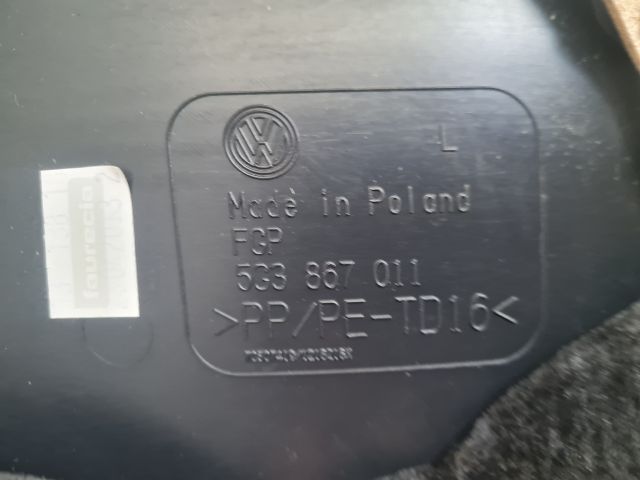 L
Made in Poland
FGP
5G3 867 011
>PP/PE-TD16<
faurecia